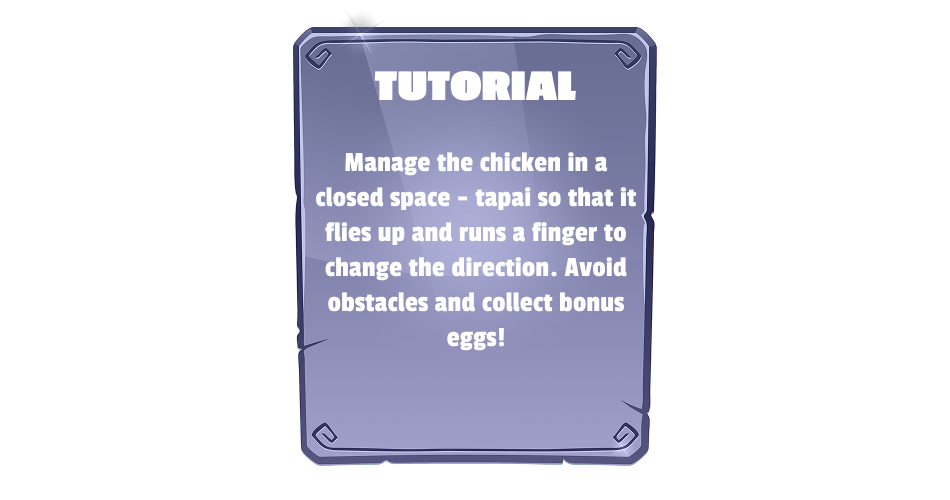 TUTORIAL
Manage the chicken in a
closed space - tapai so that it
flies up and runs a finger to
change the direction. Avoid
obstacles and collect bonus
eggs!